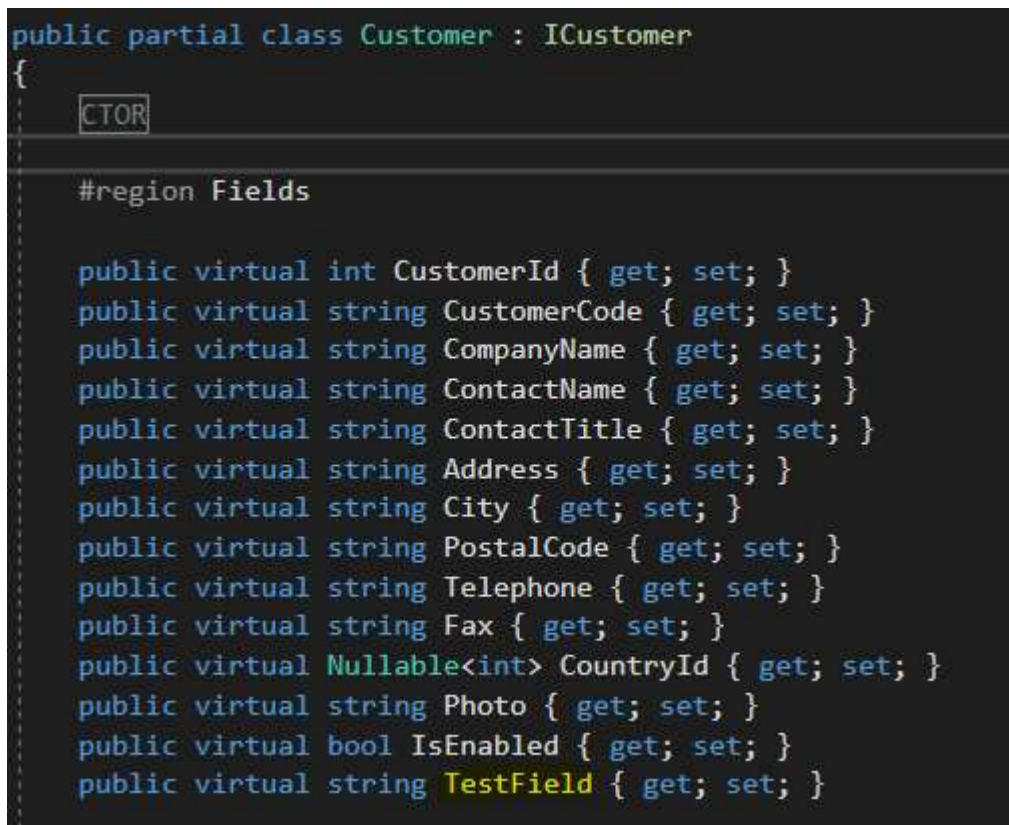 public partial class Customer : ICustomer
{
CTOR
#region Fields
public virtual int CustomerId { get; set; }
public virtual string CustomerCode { get; set; }
public virtual string CompanyName { get; set; }
public virtual string ContactName { get; set; }
public virtual string ContactTitle { get; set; }
public virtual string Address { get; set; }
public virtual string City { get; set; }
public virtual string PostalCode { get; set; }
public virtual string Telephone { get; set; }
public virtual string Fax { get; set; }
public virtual Nullable<int> CountryId { get; set; }
public virtual string Photo { get; set; }
public virtual bool IsEnabled { get; set; }
public virtual string TestField { get; set; }